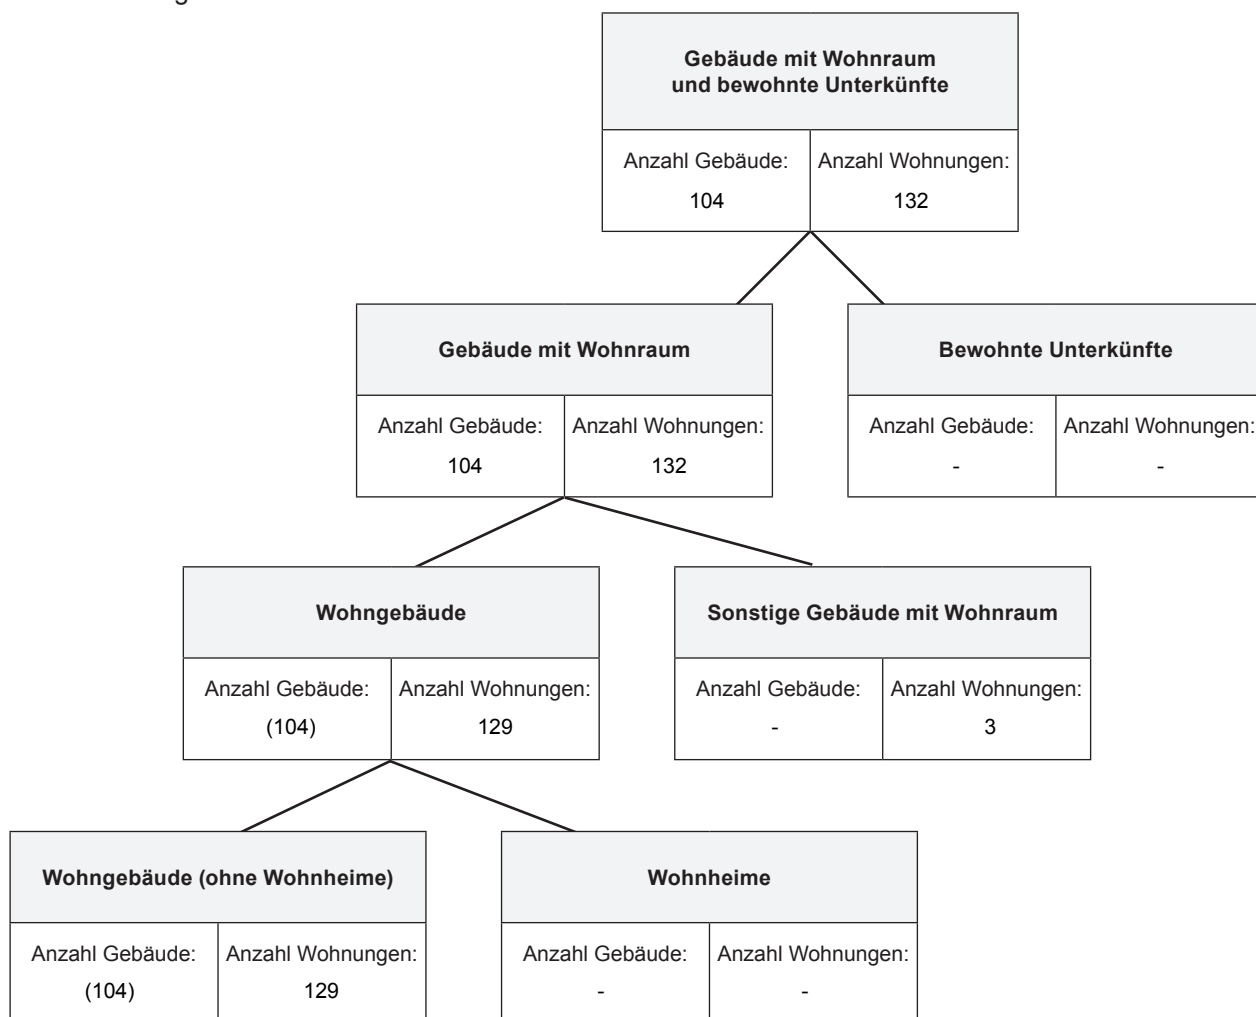 Gebäude mit Wohnraum
und bewohnte Unterkünfte
Anzahl Gebäude: Anzahl Wohnungen:
104 132
Gebäude mit Wohnraum
Bewohnte Unterkünfte
Anzahl Gebäude: Anzahl Wohnungen:
104 132
Anzahl Gebäude: Anzahl Wohnungen:
- -
Wohngebäude
Sonstige Gebäude mit Wohnraum
Anzahl Gebäude: Anzahl Wohnungen:
(104) 129
Anzahl Gebäude: Anzahl Wohnungen:
- 3
Wohngebäude (ohne Wohnheime)
Wohnheime
Anzahl Gebäude: Anzahl Wohnungen:
(104) 129
Anzahl Gebäude: Anzahl Wohnungen:
- -